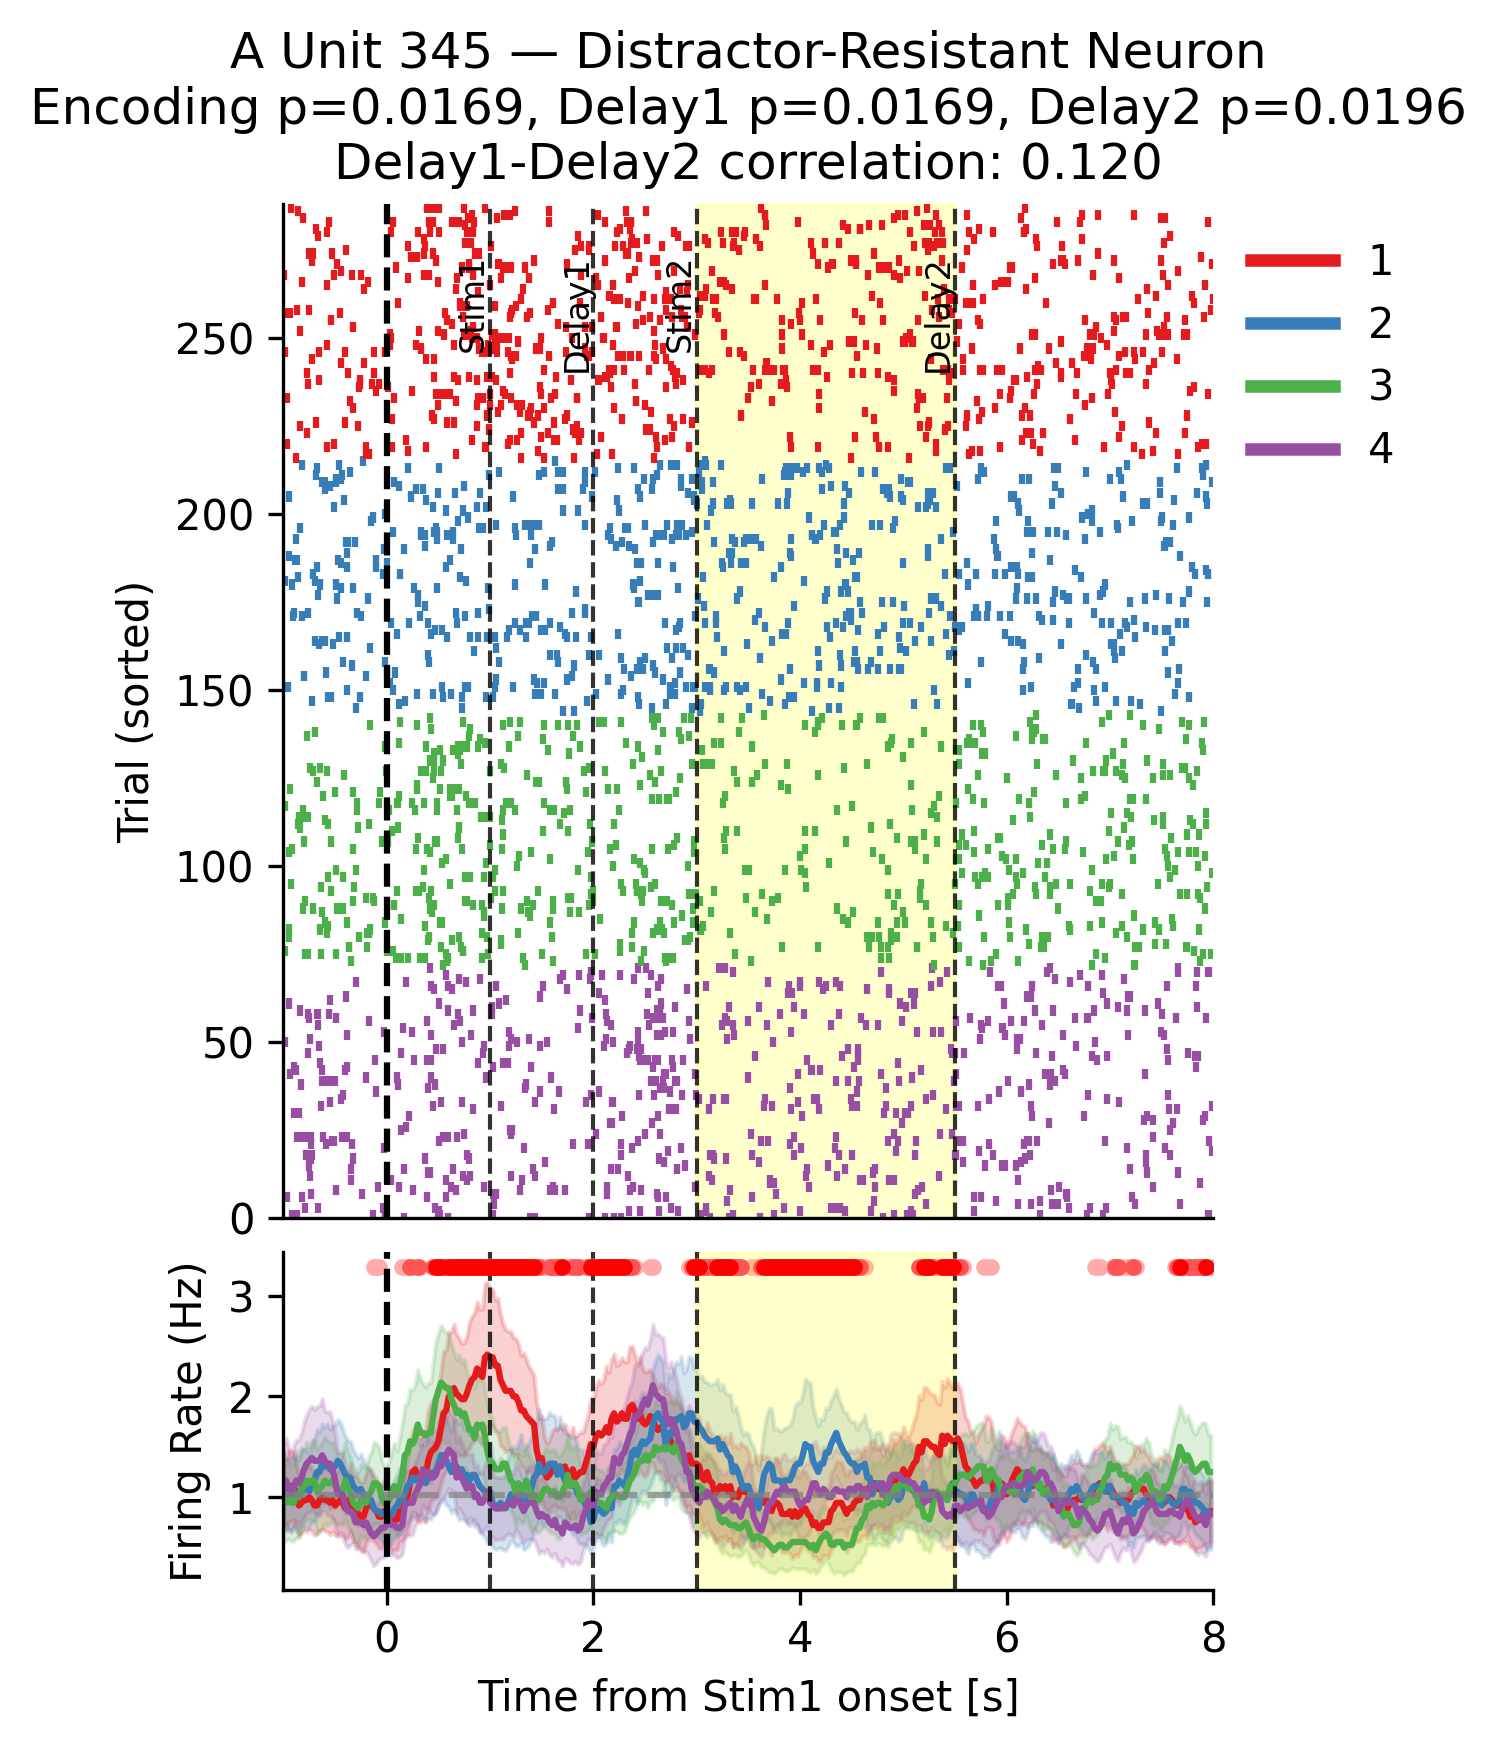 A Unit 345 — Distractor-Resistant Neuron
Encoding p=0.0169, Delay1 p=0.0169, Delay2 p=0.0196
Delay1-Delay2 correlation: 0.120
Stim1
Delay1
Stim2
Delay2
1
2
3
4
250
200
150
100
50
0
Trial (sorted)
3
2
1
Firing Rate (Hz)
0
2
4
6
8
Time from Stim1 onset [s]